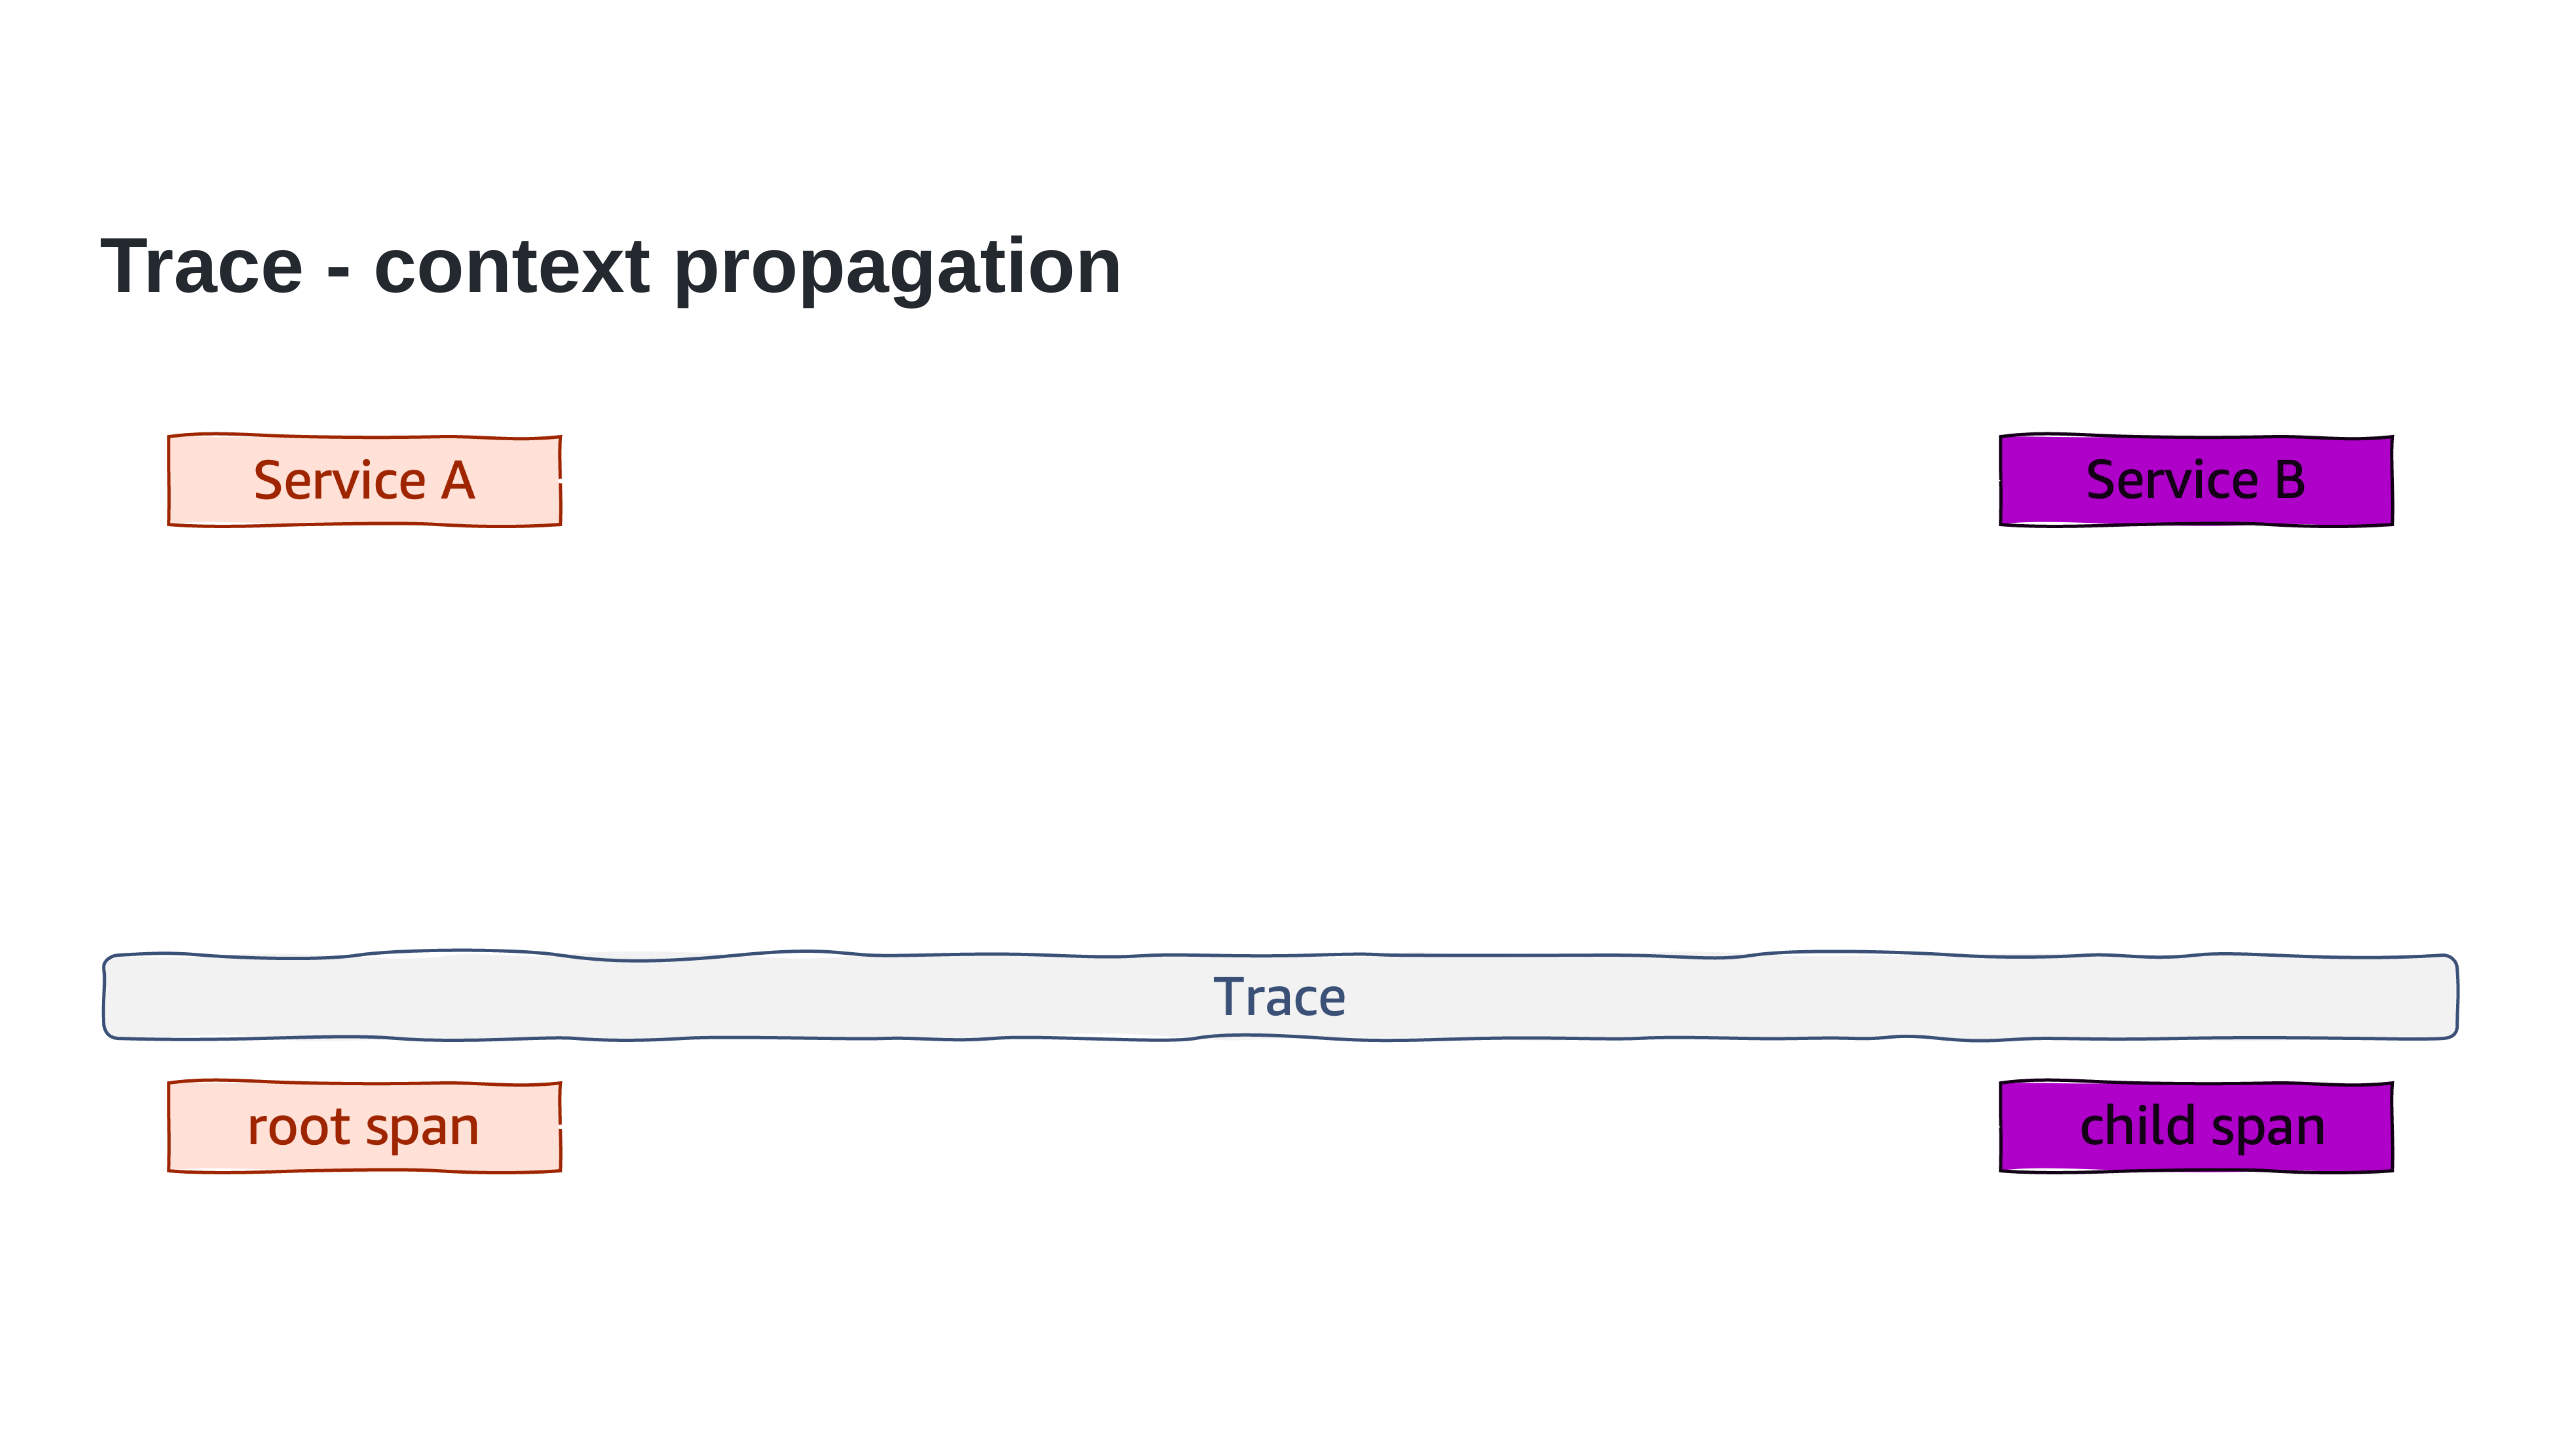 Trace - context propagation
Service A
Service B
Trace
root span
child span